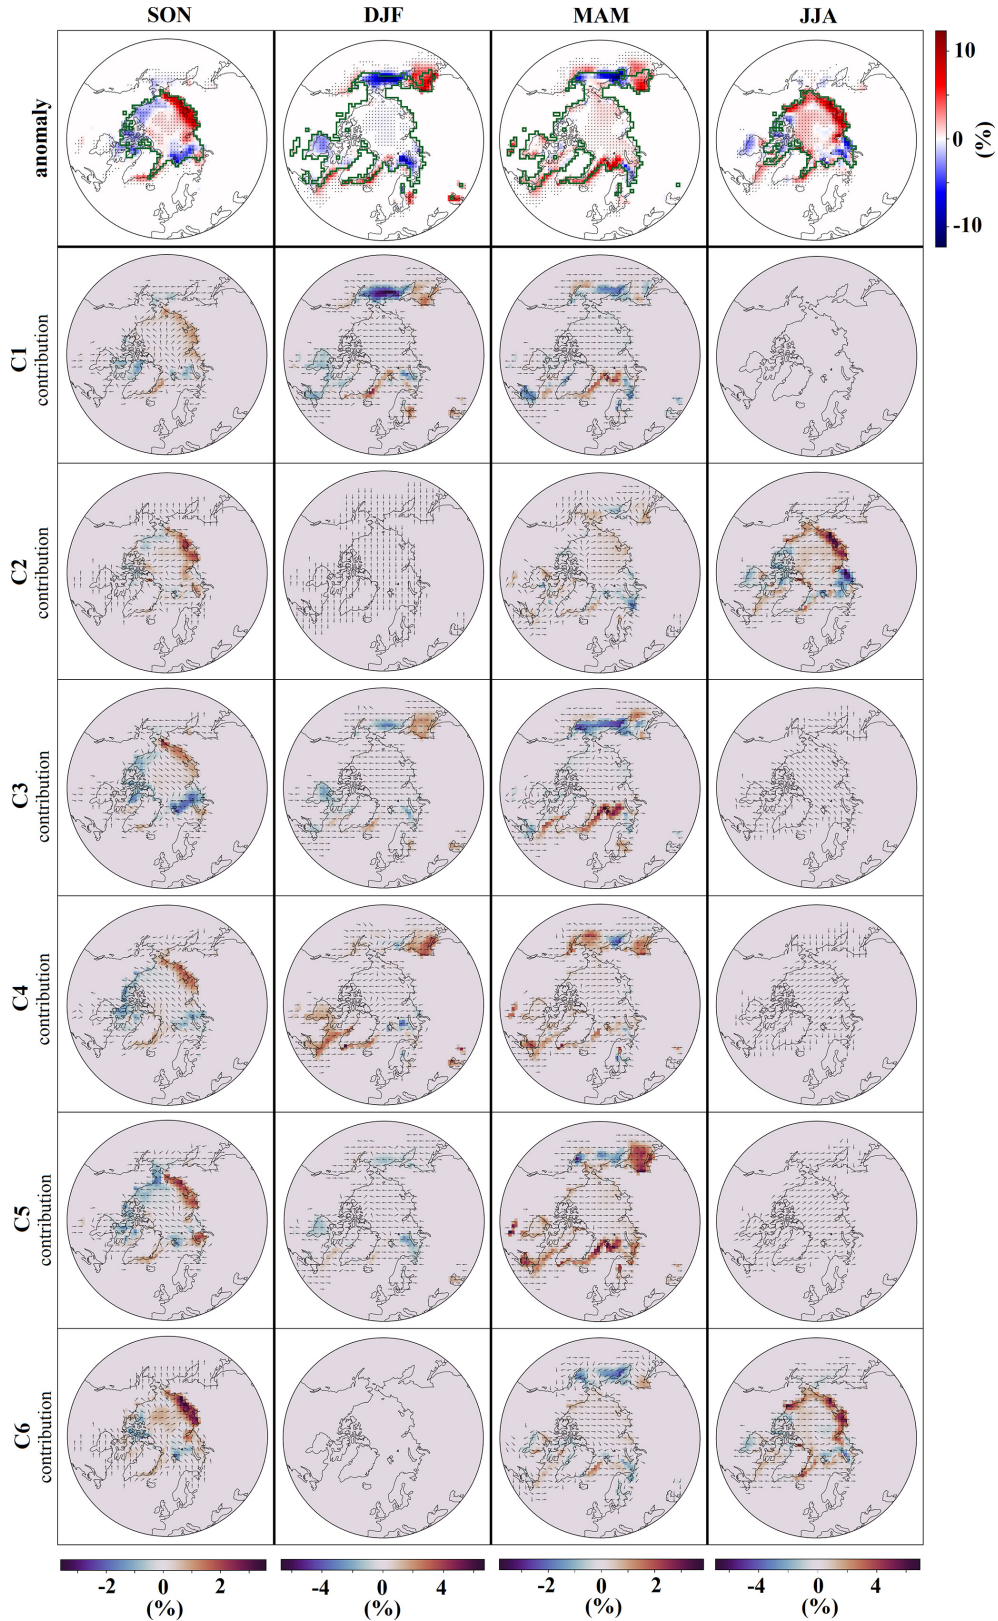 SON DJF MAM JJA
anomaly
10
0
-10
(%)
C1
contribution
C2
contribution
C3
contribution
C4
contribution
C5
contribution
C6
contribution
-2 0 2 -4 0 4 -2 0 2 -4 0 4
(%) (%) (%) (%)